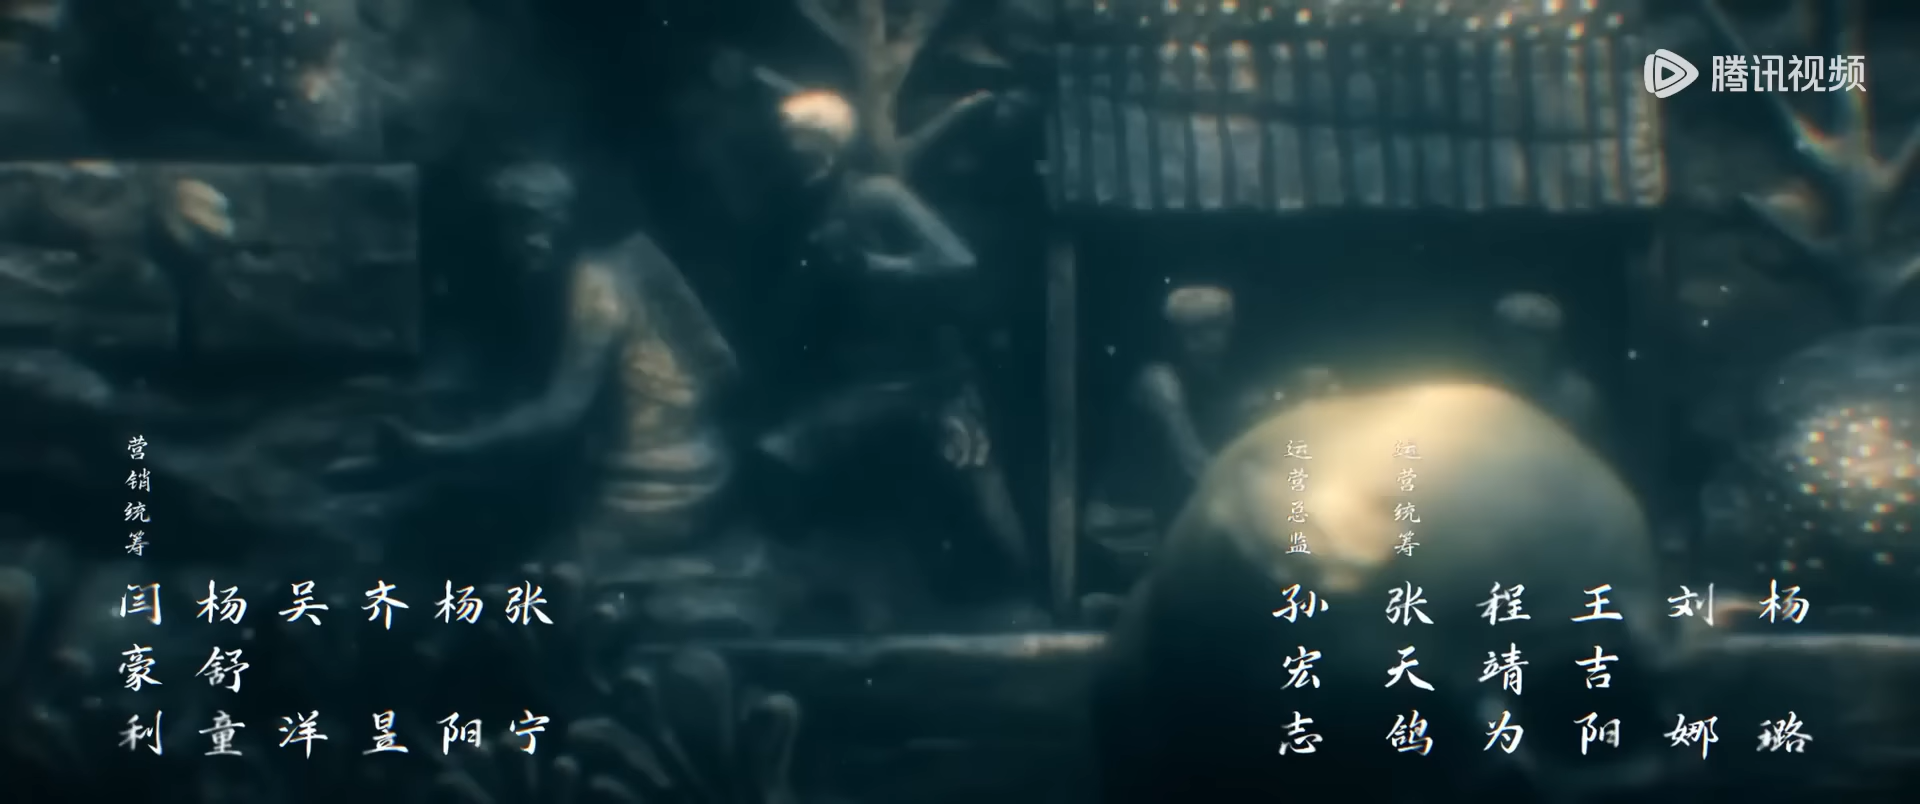 腾讯视频
营销统筹
闫豪利
杨舒童
吴洋
齐昱
杨阳
张宁
运营总监
孙宏志
运营统筹
张天鸽
程靖为
王吉阳
刘娜
杨璐